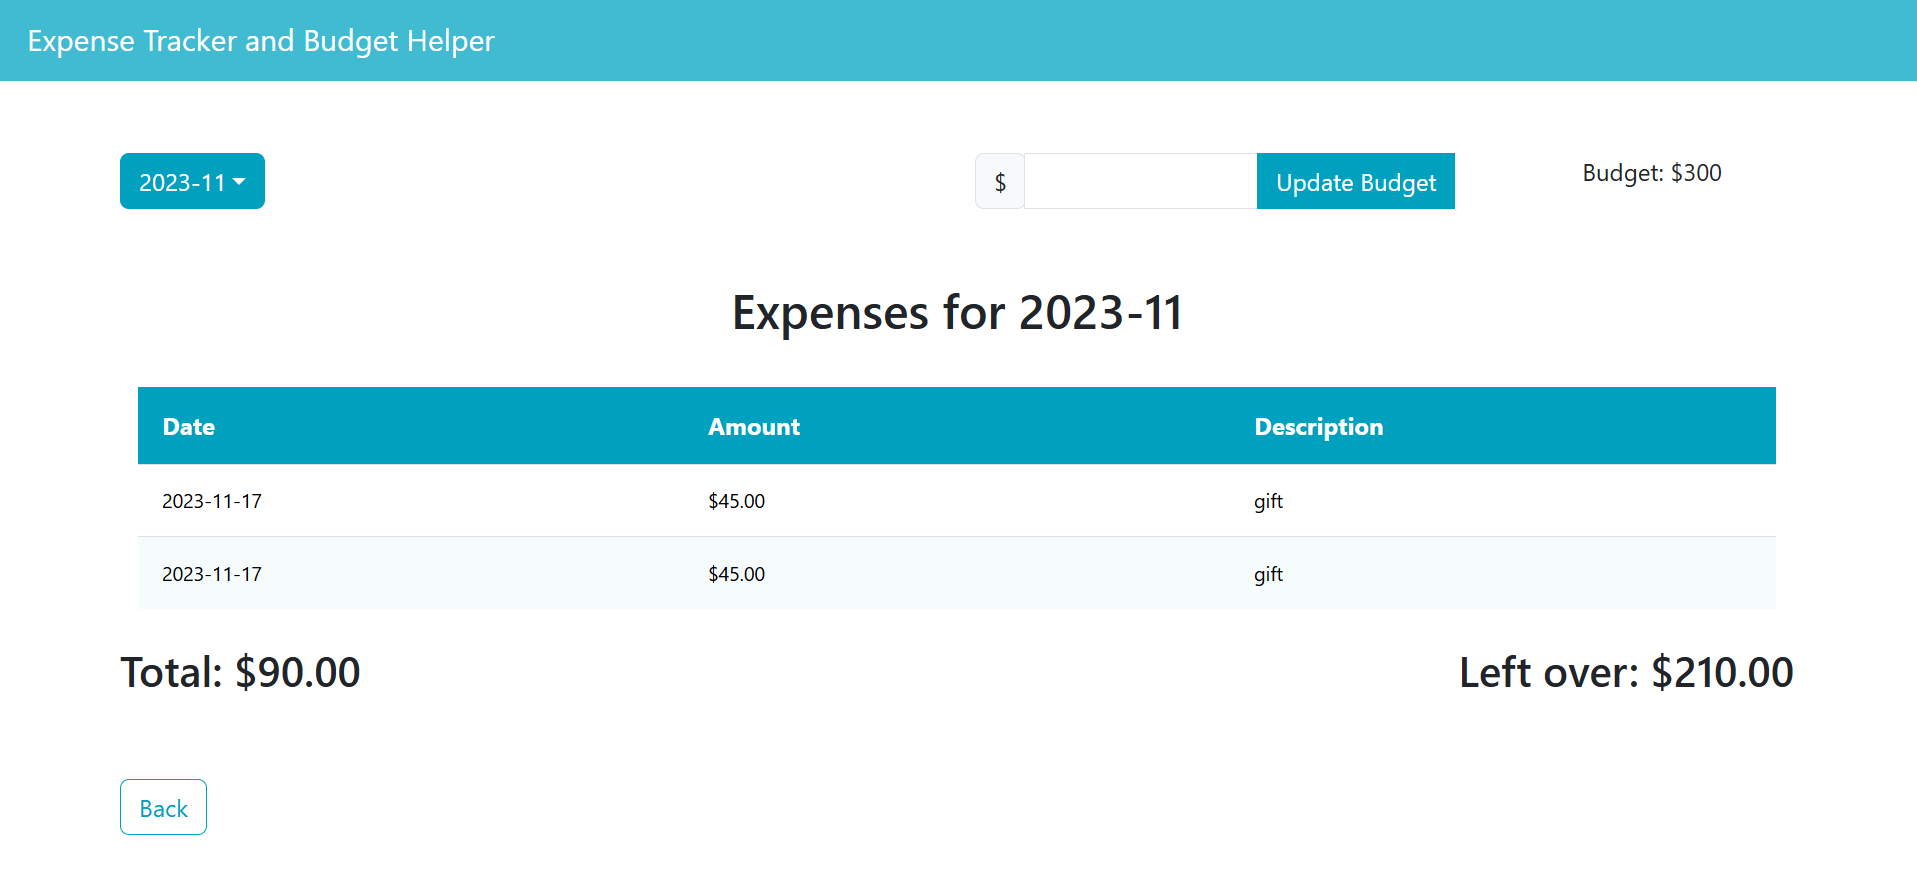 Expense Tracker and Budget Helper
2023-11
$
Update Budget
Budget: $300
Expenses for 2023-11
Date Amount Description
2023-11-17 $45.00 gift
2023-11-17 $45.00 gift
Total: $90.00
Left over: $210.00
Back